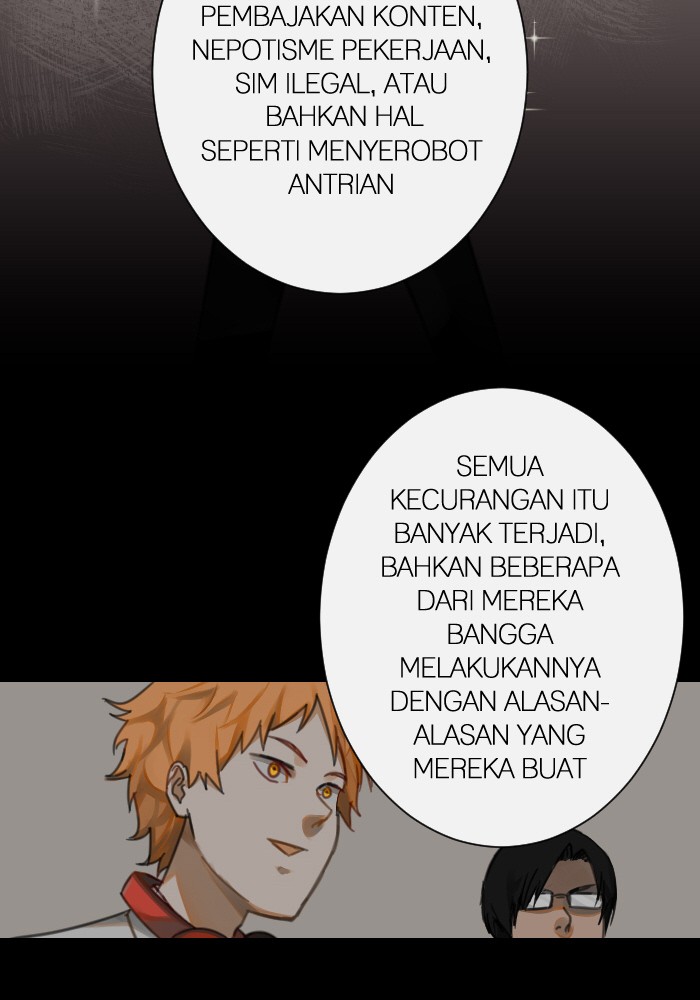 PEMBAJAKAN KONTEN,
NEPOTISME PEKERJAAN,
SIM ILEGAL, ATAU
BAHKAN HAL
SEPERTI MENYEROBOT
ANTRIAN
SEMUA
KECURANGAN ITU
BANYAK TERJADI,
BAHKAN BEBERAPA
DARI MEREKA
BANGGA
MELAKUKANNYA
DENGAN ALASAN-
ALASAN YANG
MEREKA BUAT